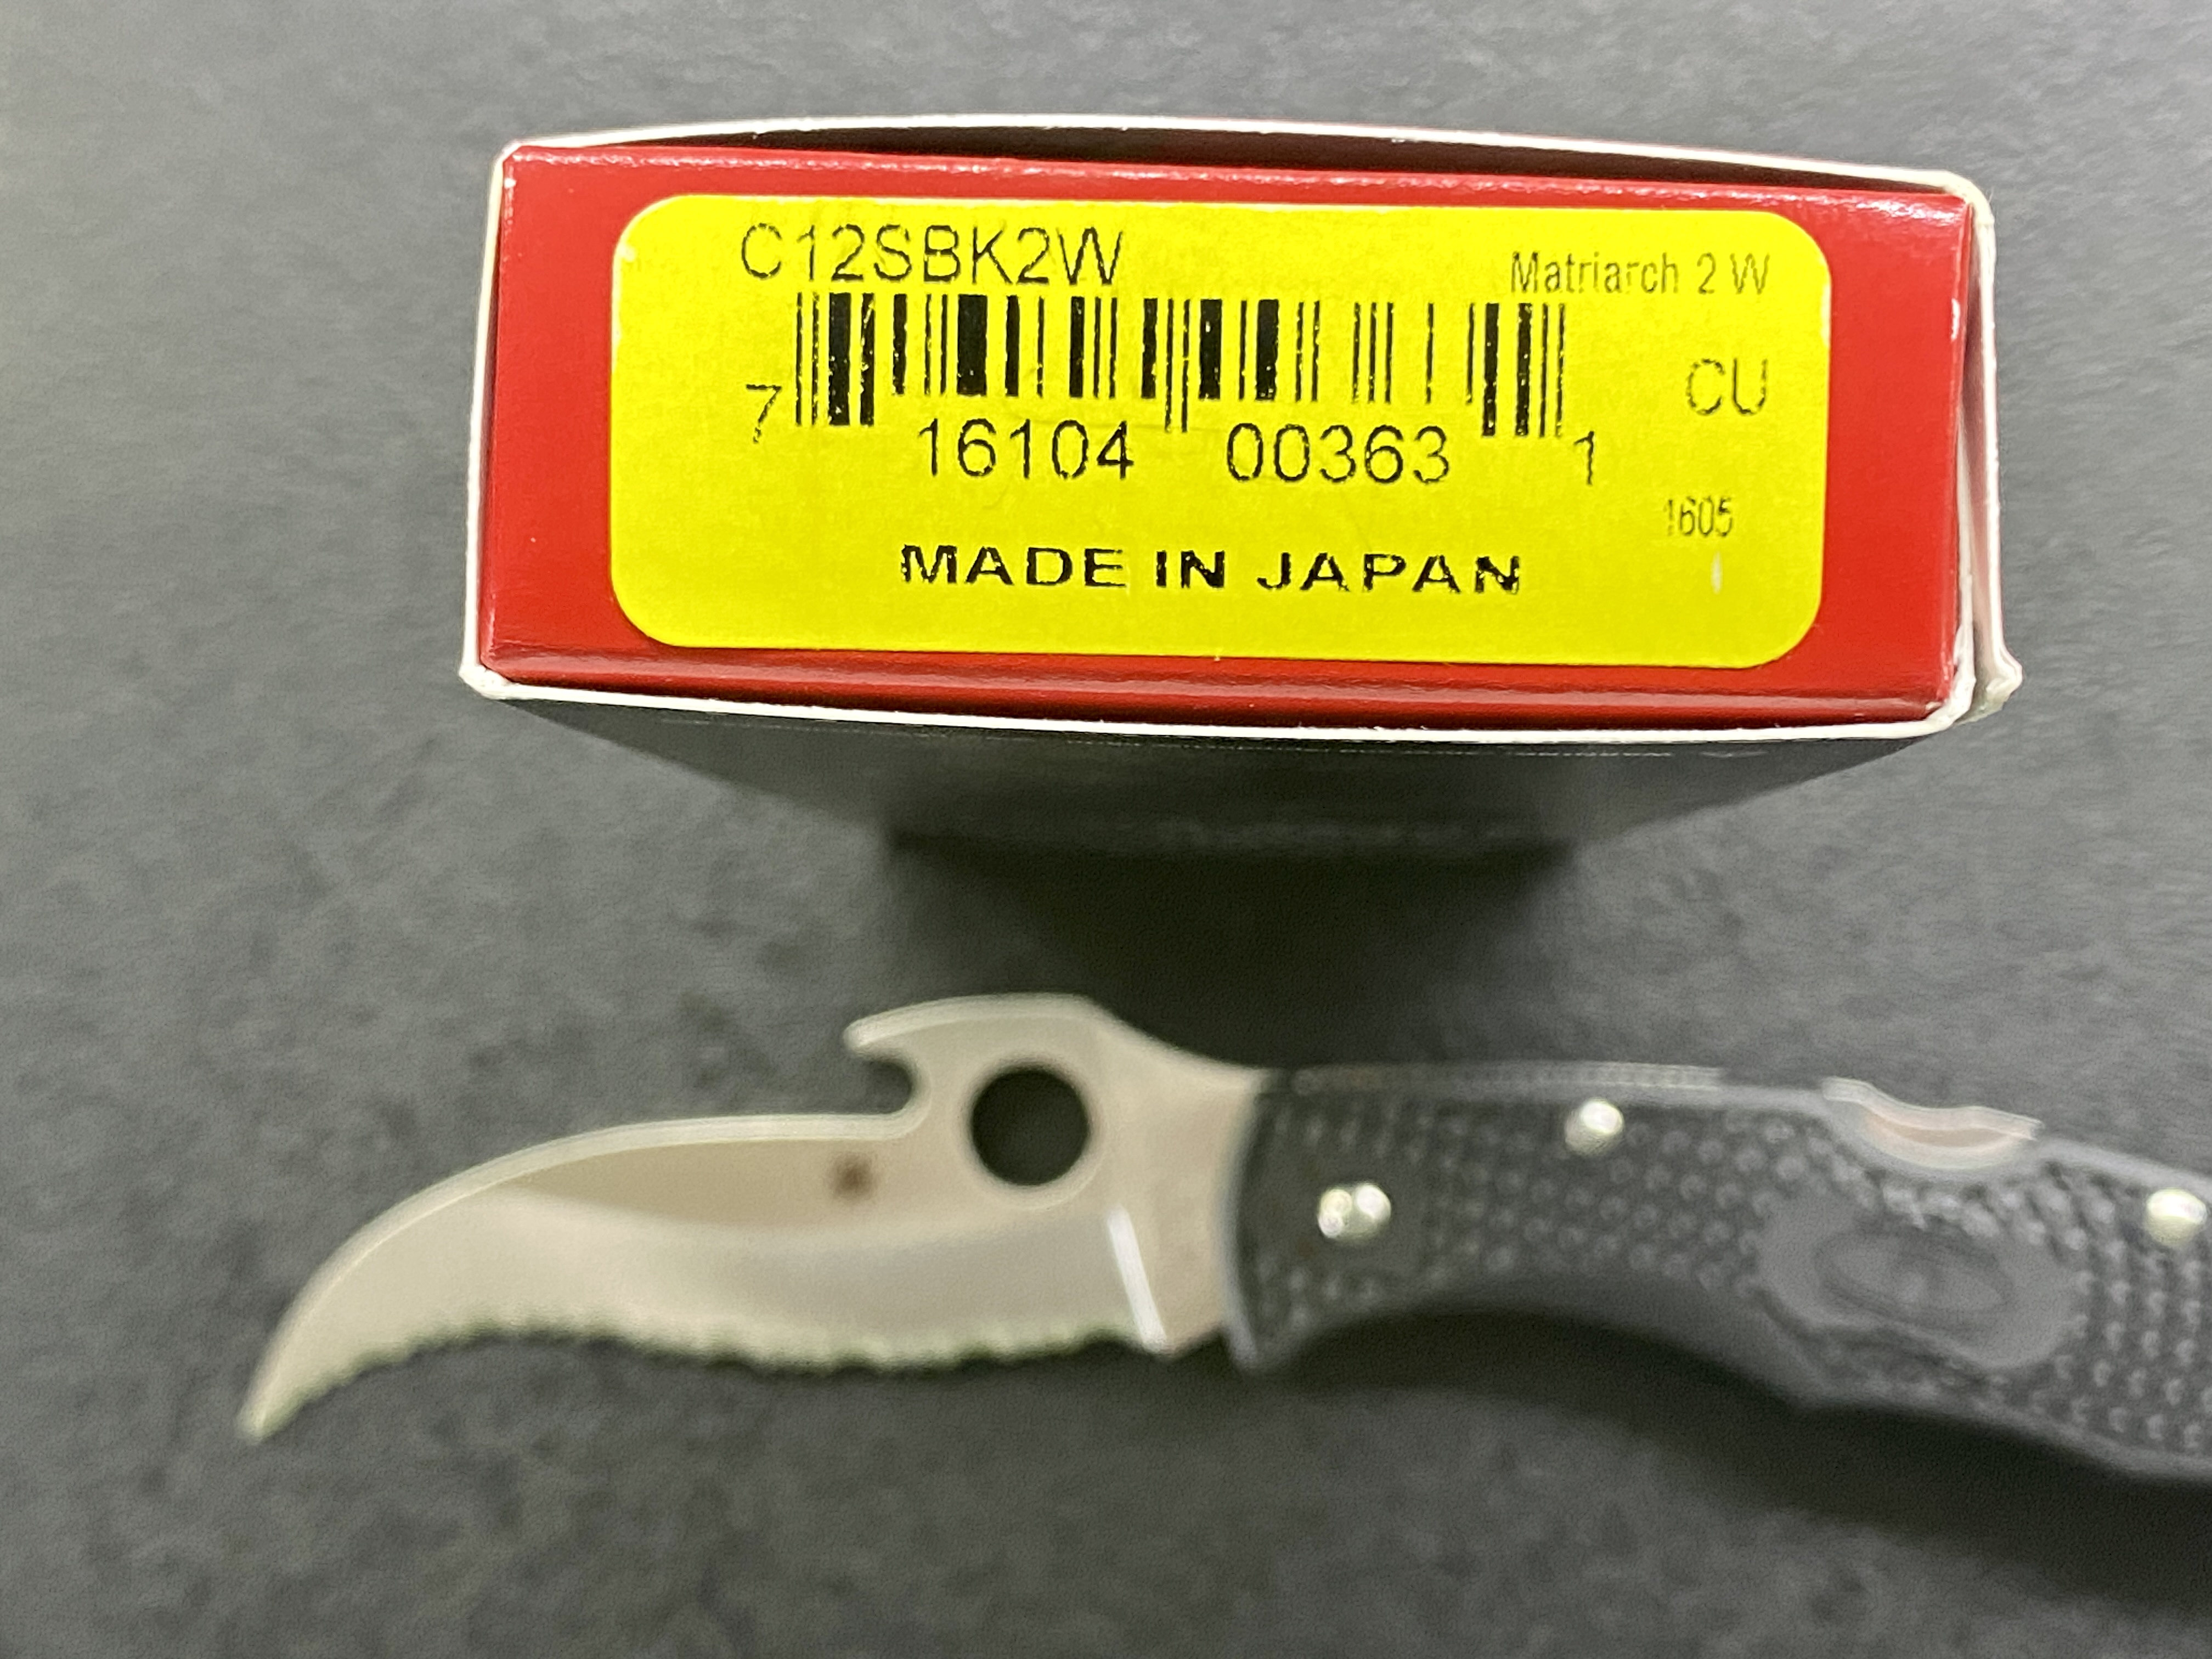 C12SBK2W
Matriarch 2 W
CU
7 16104 00363 1
1605
MADE IN JAPAN